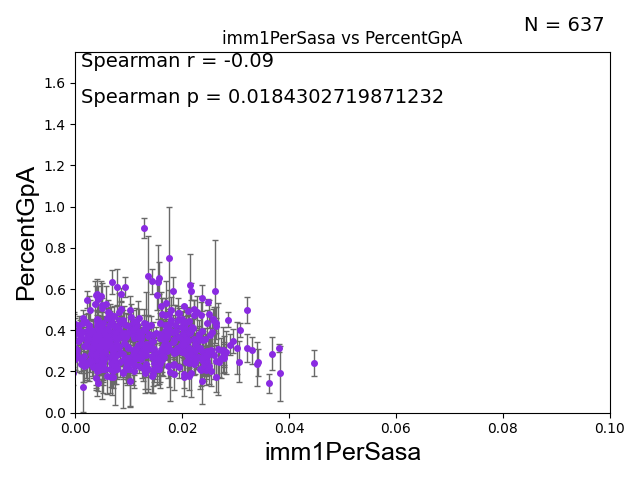 N = 637
imm1PerSasa vs PercentGpA
Spearman r = -0.09
Spearman p = 0.0184302719871232
1.6
1.4
1.2
1.0
0.8
0.6
0.4
0.2
0.0
PercentGpA
0.00 0.02 0.04 0.06 0.08 0.10
imm1PerSasa